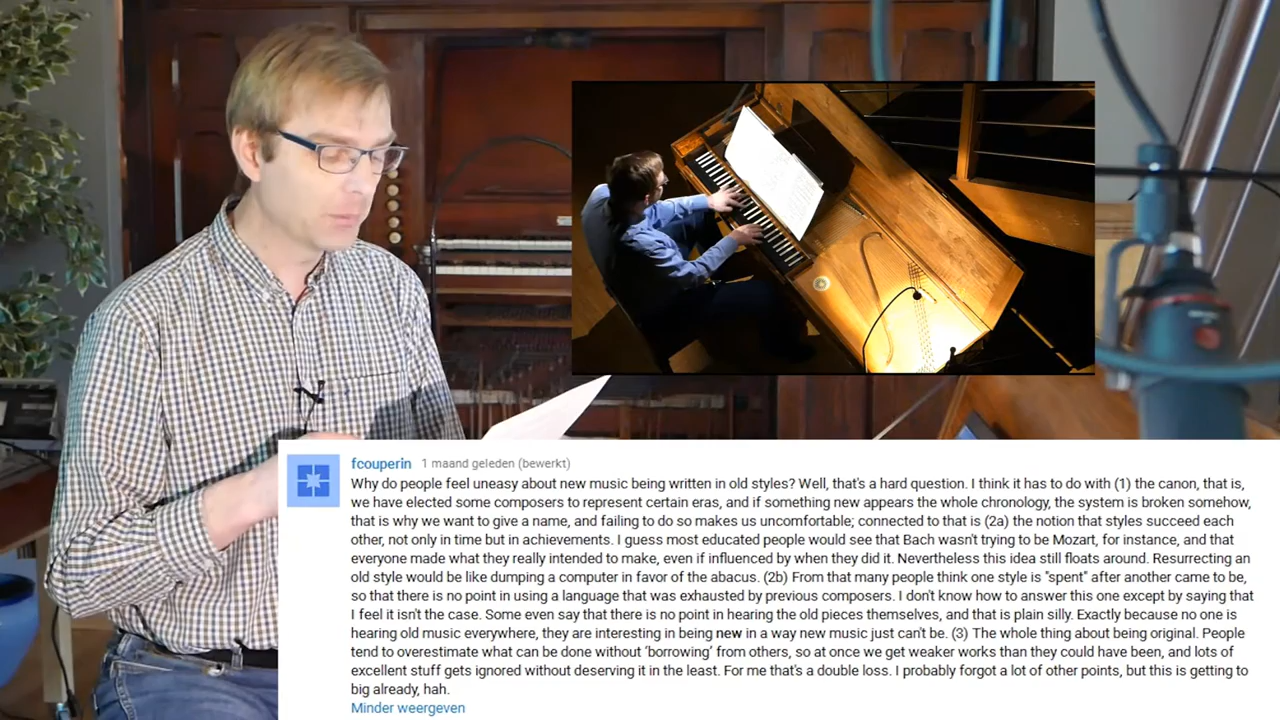 fcouperin 1 maand geleden (bewerkt)
Why do people feel uneasy about new music being written in old styles? Well, that's a hard question. I think it has to do with (1) the canon, that is,
we have elected some composers to represent certain eras, and if something new appears the whole chronology, the system is broken somehow,
that is why we want to give a name, and failing to do so makes us uncomfortable; connected to that is (2a) the notion that styles succeed each
other, not only in time but in achievements. I guess most educated people would see that Bach wasn't trying to be Mozart, for instance, and that
everyone made what they really intended to make, even if influenced by when they did it. Nevertheless this idea still floats around. Resurrecting an
old style would be like dumping a computer in favor of the abacus. (2b) From that many people think one style is "spent" after another came to be,
so that there is no point in using a language that was exhausted by previous composers. I don't know how to answer this one except by saying that
I feel it isn't the case. Some even say that there is no point in hearing the old pieces themselves, and that is plain silly. Exactly because no one is
hearing old music everywhere, they are interesting in being new in a way new music just can't be. (3) The whole thing about being original. People
tend to overestimate what can be done without ‘borrowing’ from others, so at once we get weaker works than they could have been, and lots of
excellent stuff gets ignored without deserving it in the least. For me that's a double loss. I probably forgot a lot of other points, but this is getting to
big already, hah.
Minder weergeven